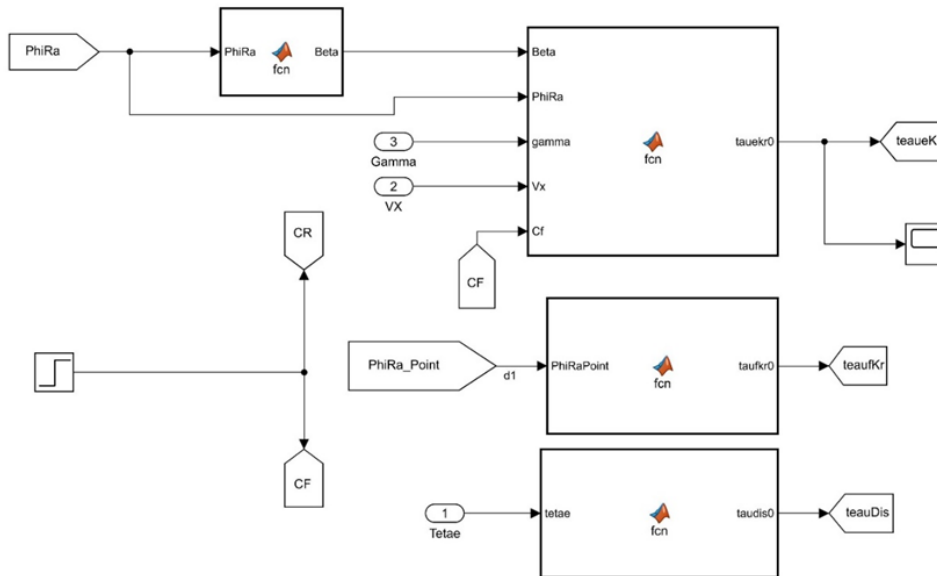 PhiRa
PhiRa
Beta
fcn
Beta
PhiRa
gamma
Vx
Cf
fcn
tauekr0
teaueK
3
Gamma
2
VX
CF
CR
CF
PhiRa_Point
d1
PhiRaPoint
fcn
taufkr0
teaufKr
1
Tetae
tetae
fcn
taudis0
teauDis